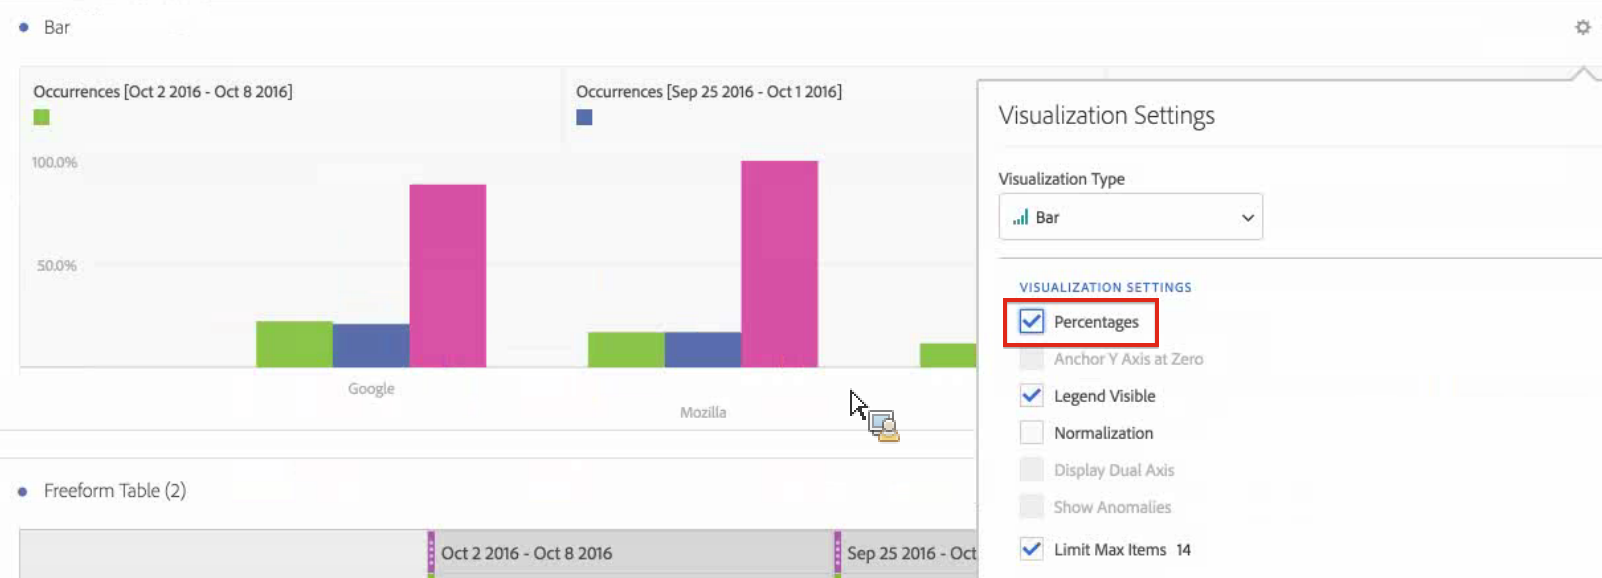 Bar
Occurrences [Oct 2 2016 - Oct 8 2016]
Occurrences [Sep 25 2016 - Oct 1 2016]
100.0%
50.0%
Google
Mozilla
Visualization Settings
Visualization Type
Bar
VISUALIZATION SETTINGS
Percentages
Anchor Y Axis at Zero
Legend Visible
Normalization
Display Dual Axis
Show Anomalies
Limit Max Items 14
Freeform Table (2)
Oct 2 2016 - Oct 8 2016
Sep 25 2016 - Oct